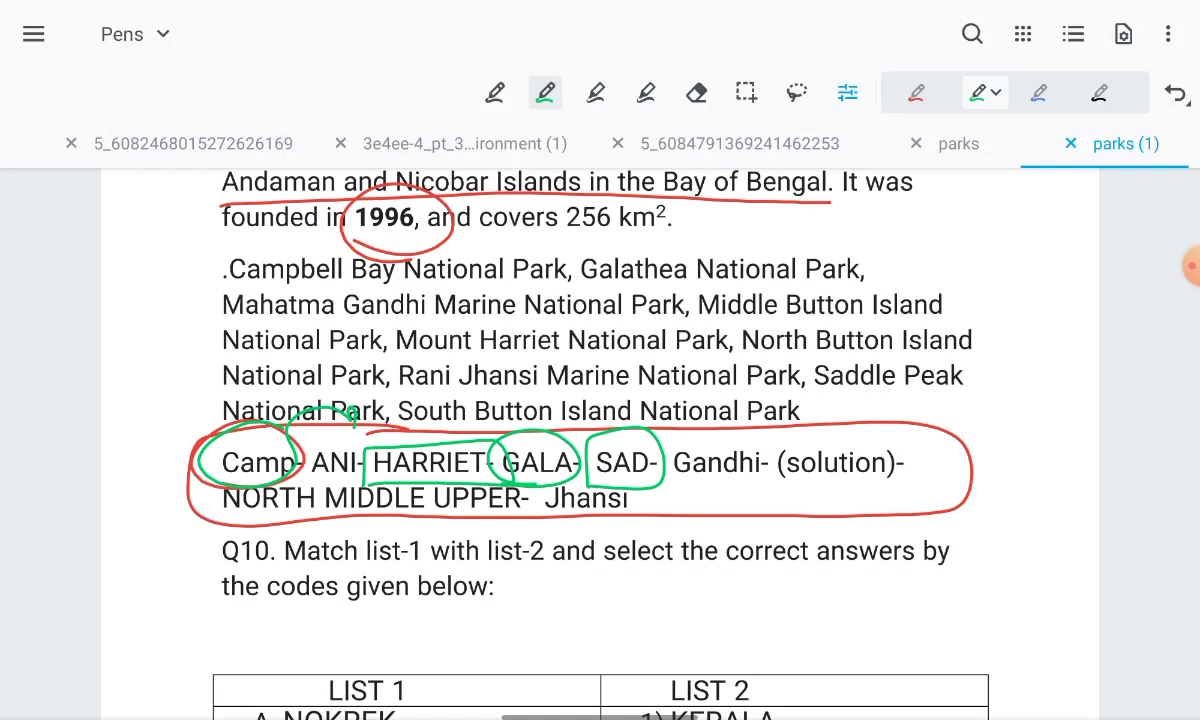 Pens
5_6082468015272626169 3e4ee-4_pt_3...ironment (1) 5_6084791369241462253 parks parks (1)
Andaman and Nicobar Islands in the Bay of Bengal. It was
founded in 1996, and covers 256 km².
.Campbell Bay National Park, Galathea National Park,
Mahatma Gandhi Marine National Park, Middle Button Island
National Park, Mount Harriet National Park, North Button Island
National Park, Rani Jhansi Marine National Park, Saddle Peak
National Park, South Button Island National Park
Camp- ANI- HARRIET- GALA- SAD- Gandhi- (solution)-
NORTH MIDDLE UPPER- Jhansi
Q10. Match list-1 with list-2 and select the correct answers by
the codes given below:
LIST 1 LIST 2
A. NOKREK 1) KERALA